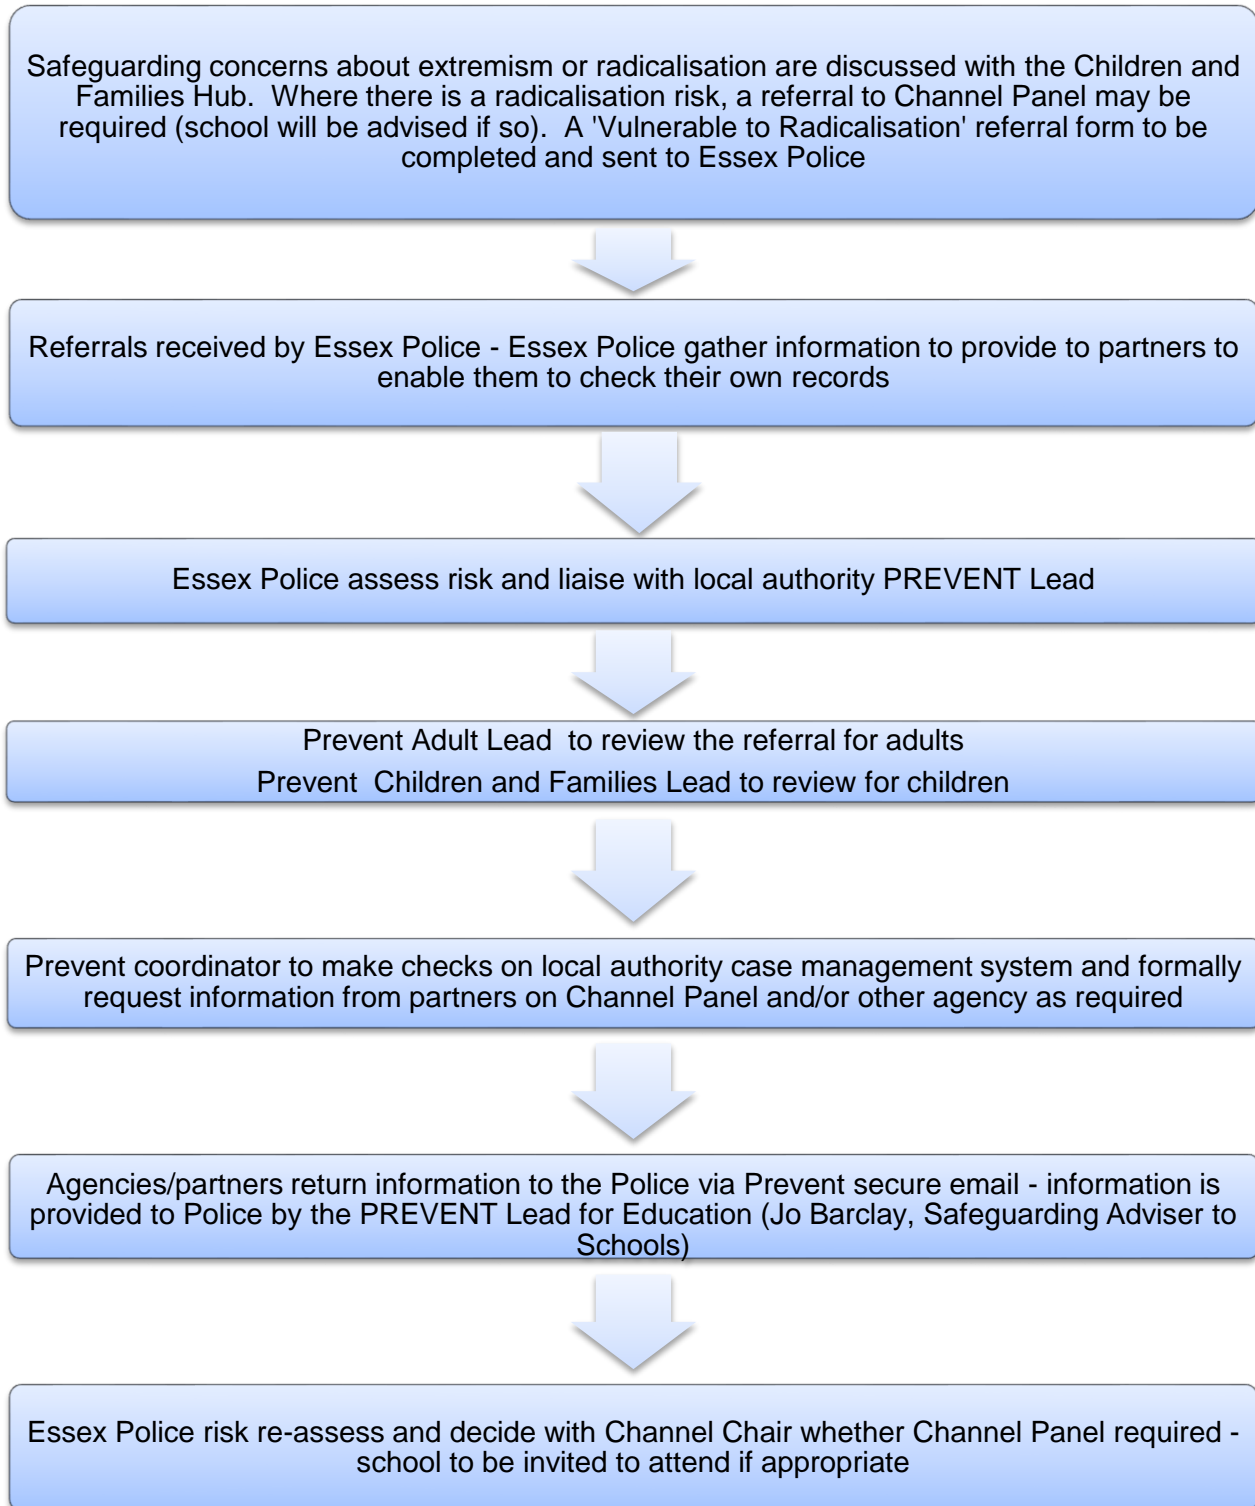 Safeguarding concerns about extremism or radicalisation are discussed with the Children and
Families Hub.  Where there is a radicalisation risk, a referral to Channel Panel may be
required (school will be advised if so).  A 'Vulnerable to Radicalisation' referral form to be
completed and sent to Essex Police
Referrals received by Essex Police - Essex Police gather information to provide to partners to
enable them to check their own records
Essex Police assess risk and liaise with local authority PREVENT Lead
Prevent Adult Lead  to review the referral for adults
Prevent  Children and Families Lead to review for children
Prevent coordinator to make checks on local authority case management system and formally
request information from partners on Channel Panel and/or other agency as required
Agencies/partners return information to the Police via Prevent secure email - information is
provided to Police by the PREVENT Lead for Education (Jo Barclay, Safeguarding Adviser to
Schools)
Essex Police risk re-assess and decide with Channel Chair whether Channel Panel required -
school to be invited to attend if appropriate